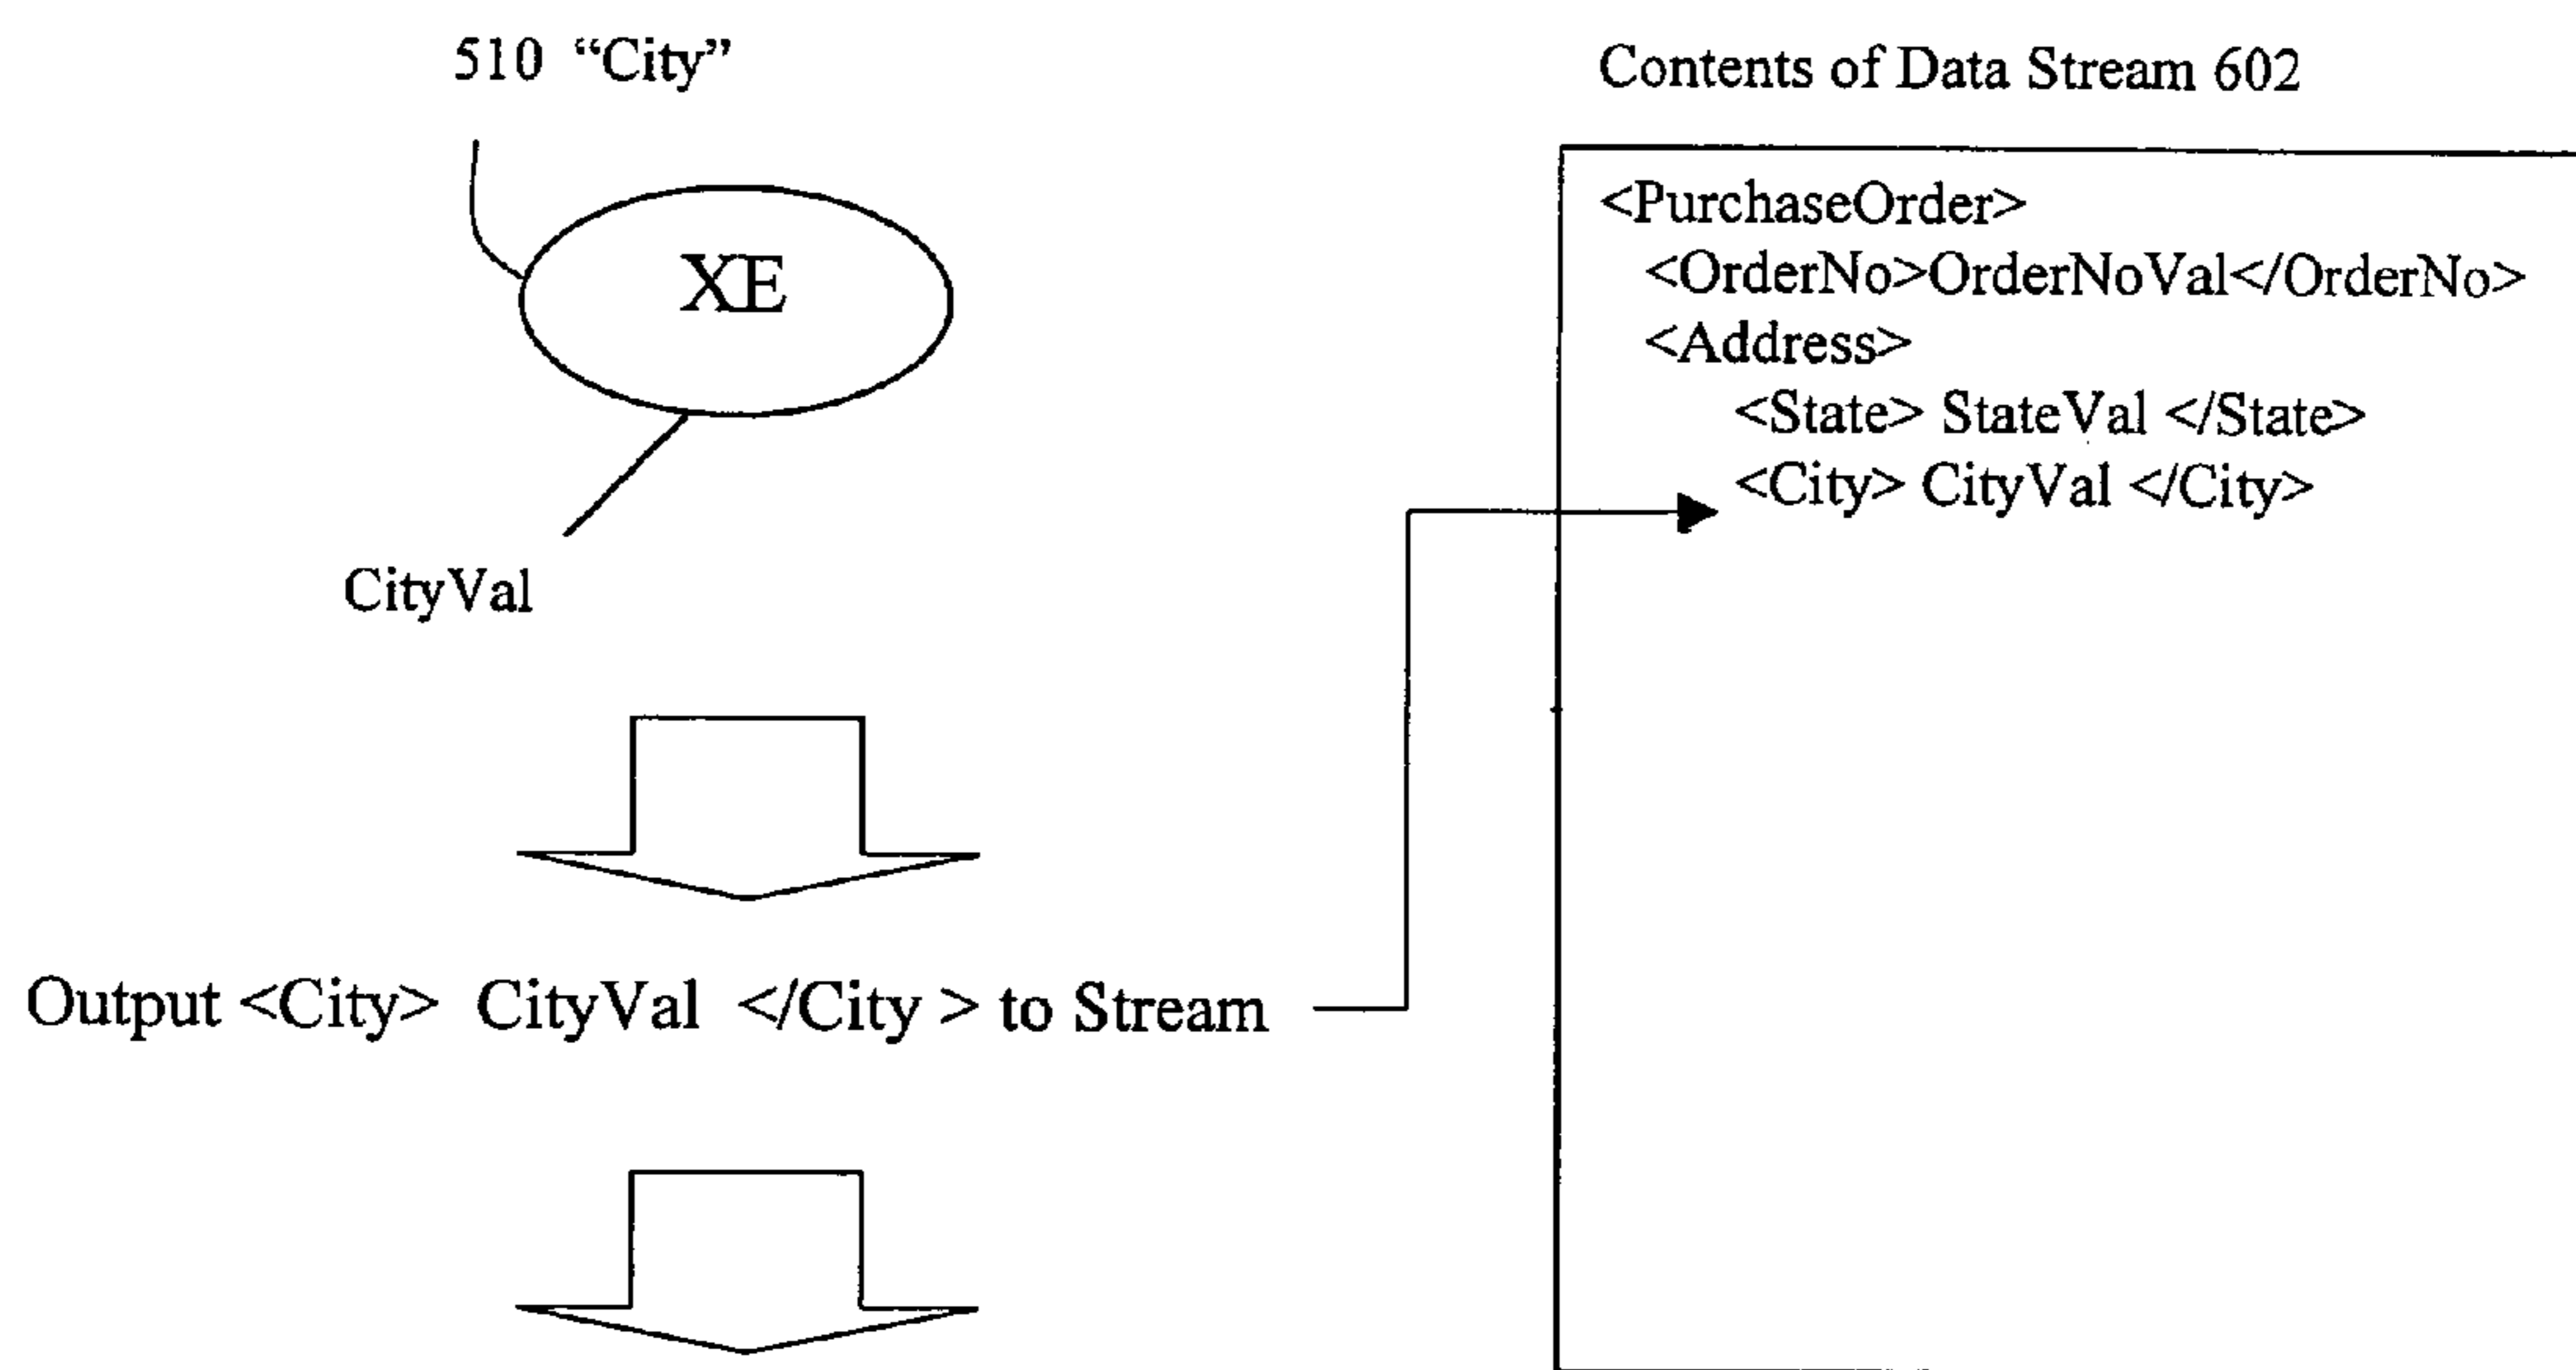 510 “City”
XE
CityVal
Output <City> CityVal </City > to Stream
Contents of Data Stream 602
<PurchaseOrder>
<OrderNo>OrderNoVal</OrderNo>
<Address>
<State> StateVal </State>
<City> CityVal </City>